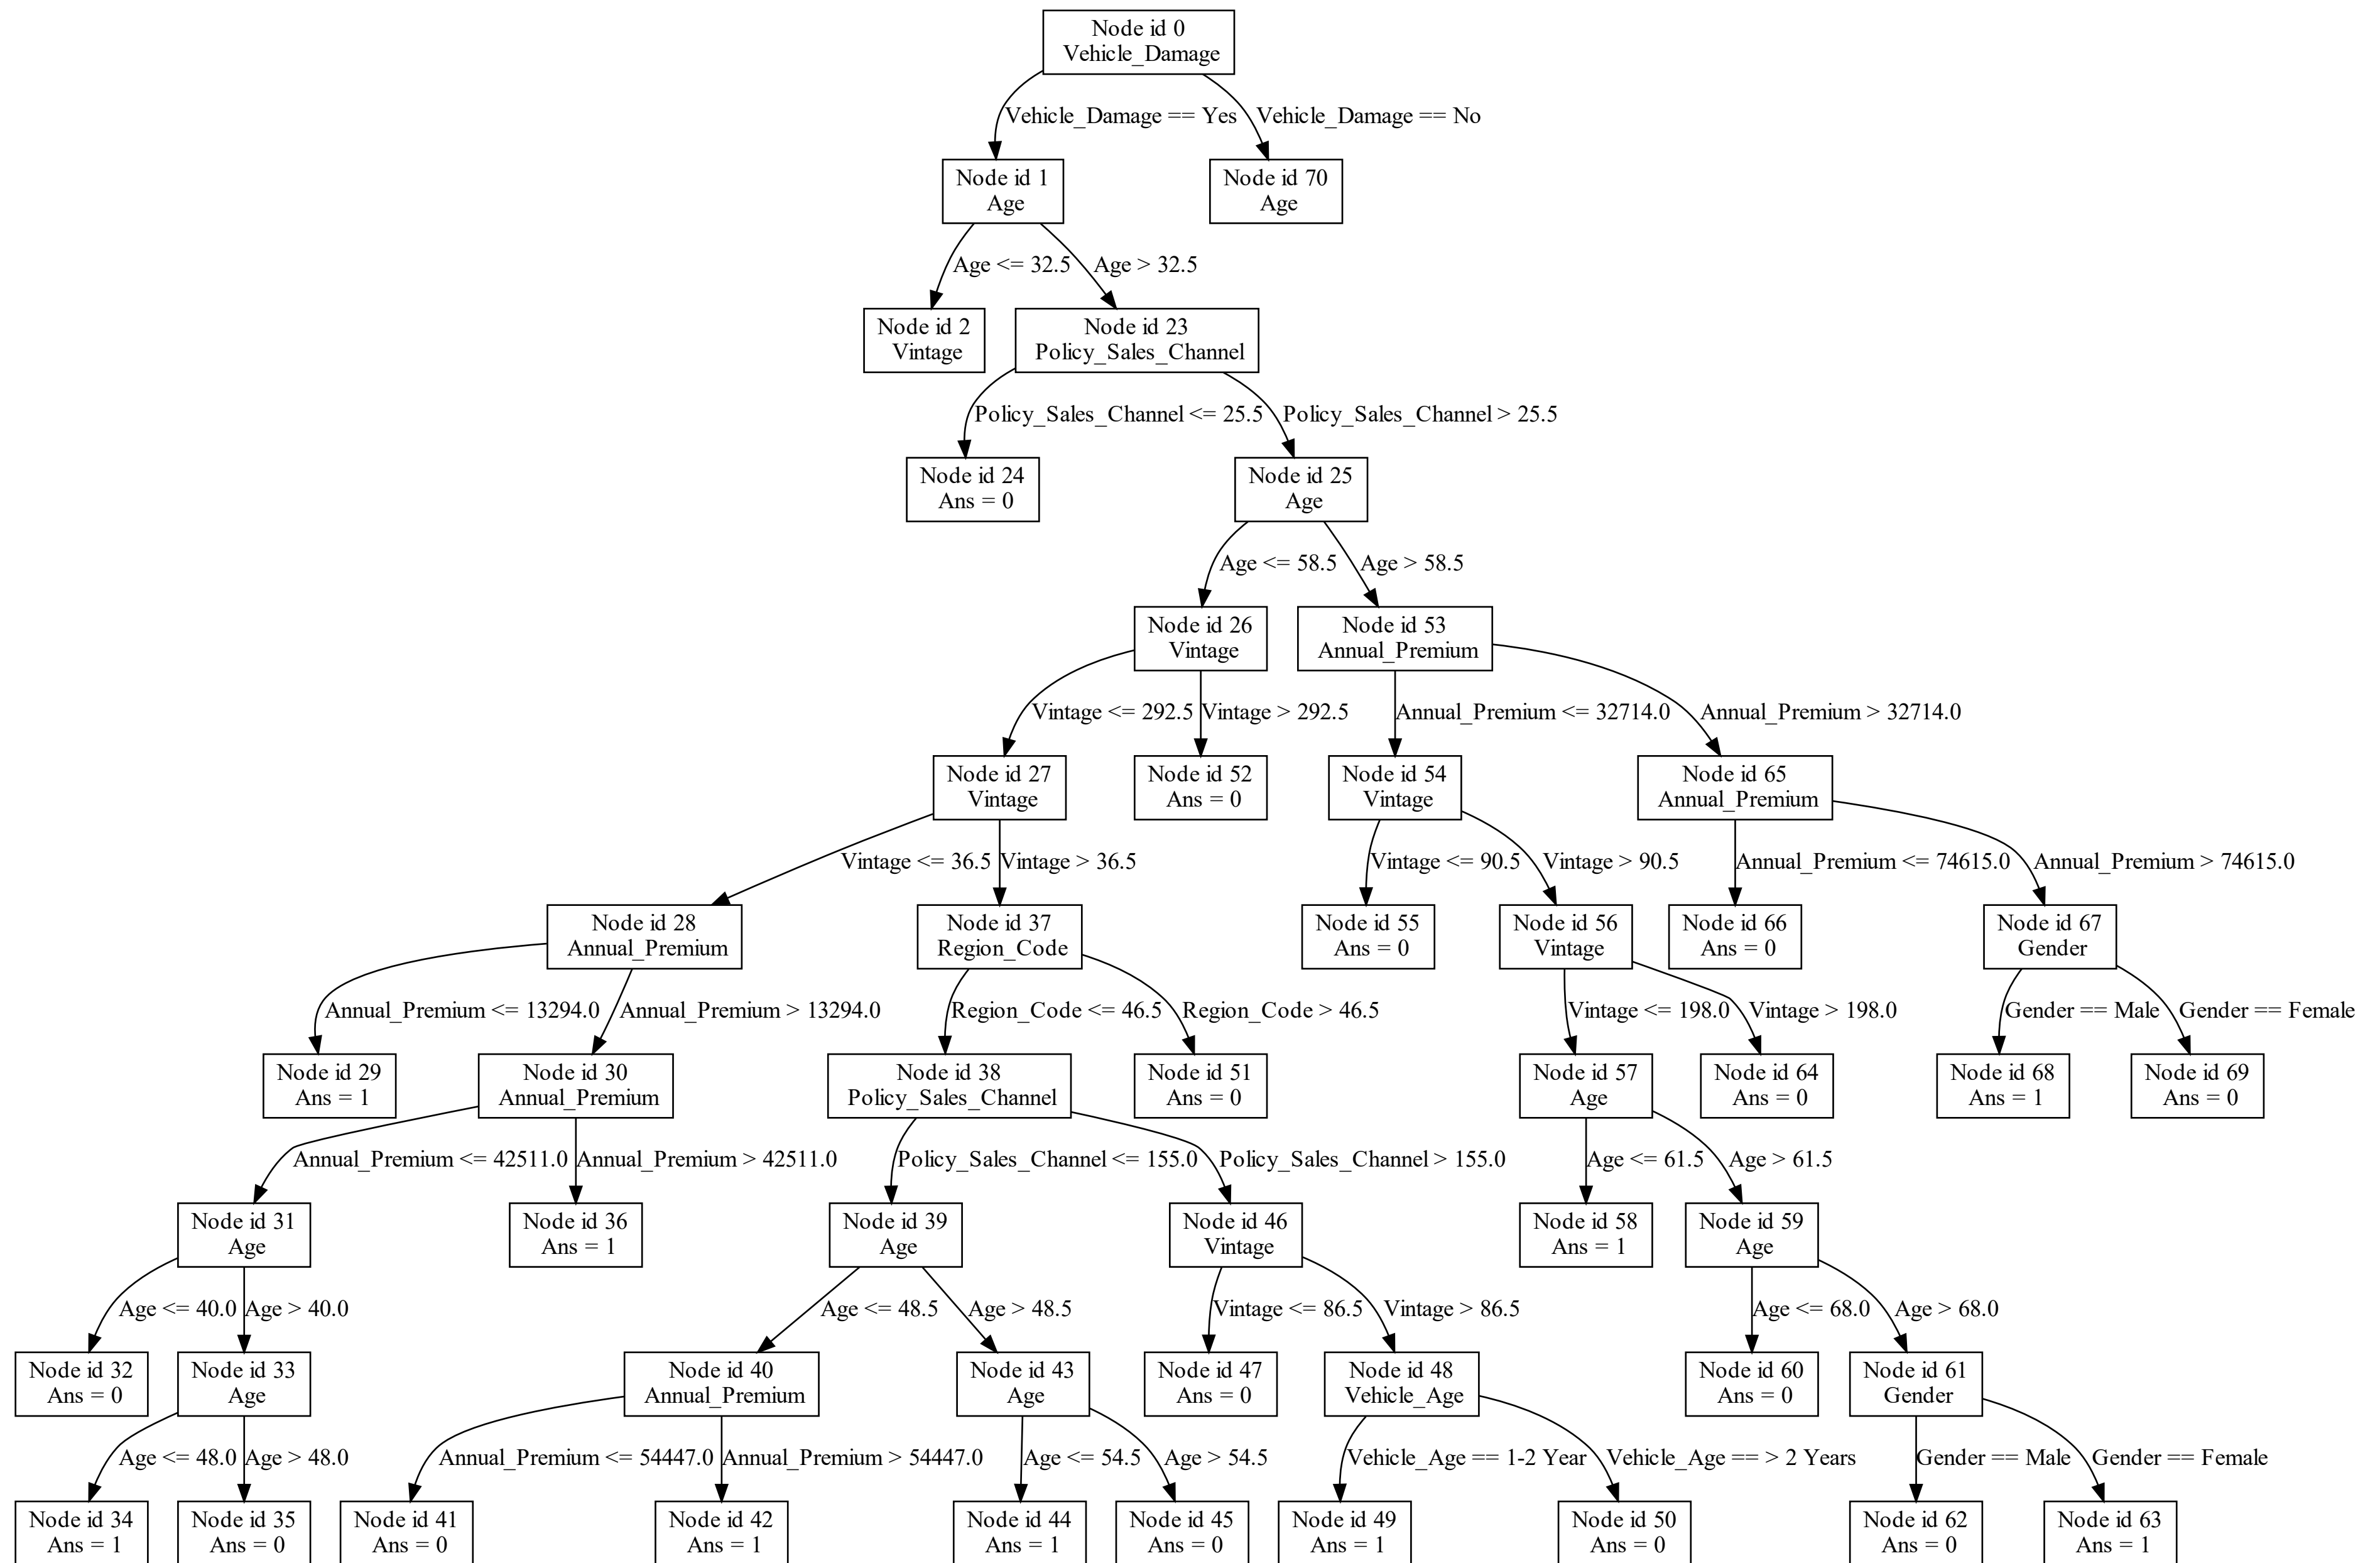 Node id 0
Vehicle_Damage
Vehicle_Damage == Yes
Vehicle_Damage == No
Node id 1
Age
Node id 70
Age
Age <= 32.5
Age > 32.5
Node id 2
Vintage
Node id 23
Policy_Sales_Channel
Policy_Sales_Channel <= 25.5
Policy_Sales_Channel > 25.5
Node id 24
Ans = 0
Node id 25
Age
Age <= 58.5
Age > 58.5
Node id 26
Vintage
Node id 53
Annual_Premium
Vintage <= 292.5
Vintage > 292.5
Annual_Premium <= 32714.0
Annual_Premium > 32714.0
Node id 27
Vintage
Node id 52
Ans = 0
Node id 54
Vintage
Node id 65
Annual_Premium
Vintage <= 36.5
Vintage > 36.5
Vintage <= 90.5
Vintage > 90.5
Annual_Premium <= 74615.0
Annual_Premium > 74615.0
Node id 28
Annual_Premium
Node id 37
Region_Code
Node id 55
Ans = 0
Node id 56
Vintage
Node id 66
Ans = 0
Node id 67
Gender
Annual_Premium <= 13294.0
Annual_Premium > 13294.0
Region_Code <= 46.5
Region_Code > 46.5
Vintage <= 198.0
Vintage > 198.0
Gender == Male
Gender == Female
Node id 29
Ans = 1
Node id 30
Annual_Premium
Node id 38
Policy_Sales_Channel
Node id 51
Ans = 0
Node id 57
Age
Node id 64
Ans = 0
Node id 68
Ans = 1
Node id 69
Ans = 0
Annual_Premium <= 42511.0
Annual_Premium > 42511.0
Policy_Sales_Channel <= 155.0
Policy_Sales_Channel > 155.0
Age <= 61.5
Age > 61.5
Node id 31
Age
Node id 36
Ans = 1
Node id 39
Age
Node id 46
Vintage
Node id 58
Ans = 1
Node id 59
Age
Age <= 40.0
Age > 40.0
Age <= 48.5
Age > 48.5
Vintage <= 86.5
Vintage > 86.5
Age <= 68.0
Age > 68.0
Node id 32
Ans = 0
Node id 33
Age
Node id 40
Annual_Premium
Node id 43
Age
Node id 47
Ans = 0
Node id 48
Vehicle_Age
Node id 60
Ans = 0
Node id 61
Gender
Age <= 48.0
Age > 48.0
Annual_Premium <= 54447.0
Annual_Premium > 54447.0
Age <= 54.5
Age > 54.5
Vehicle_Age == 1-2 Year
Vehicle_Age == > 2 Years
Gender == Male
Gender == Female
Node id 34
Ans = 1
Node id 35
Ans = 0
Node id 41
Ans = 0
Node id 42
Ans = 1
Node id 44
Ans = 1
Node id 45
Ans = 0
Node id 49
Ans = 1
Node id 50
Ans = 0
Node id 62
Ans = 0
Node id 63
Ans = 1